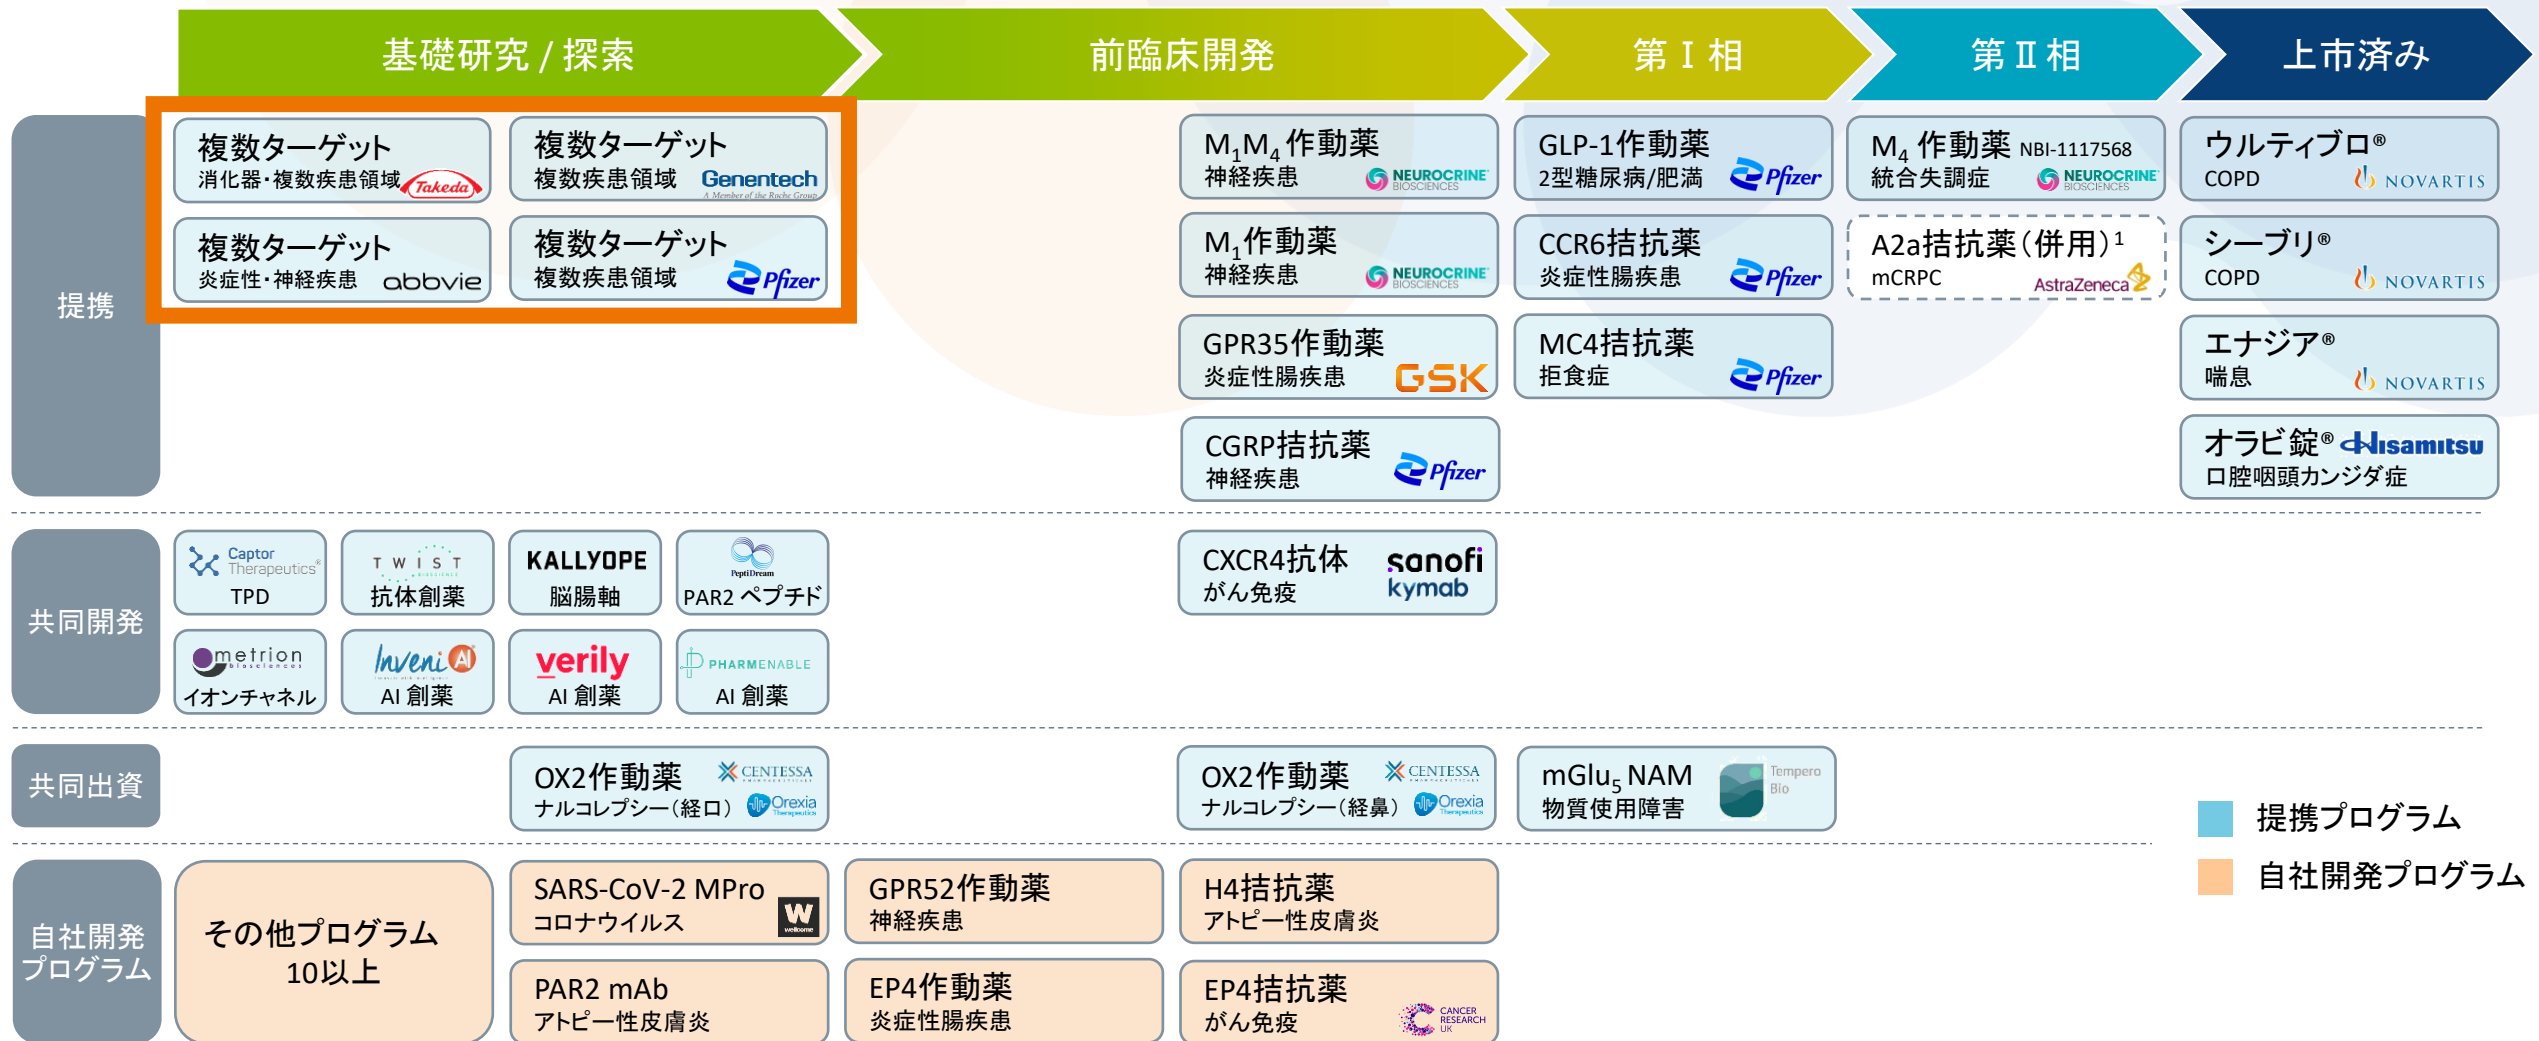 基礎研究 / 探索
前臨床開発
第Ⅰ相
第Ⅱ相
上市済み
提携
複数ターゲット
消化器・複数疾患領域 Takeda
複数ターゲット
複数疾患領域 Genentech
A Member of the Roche Group
複数ターゲット
炎症性・神経疾患 abbvie
複数ターゲット
複数疾患領域 Pfizer
M1M4 作動薬
神経疾患 NEUROCRINE BIOSCIENCES
M1作動薬
神経疾患 NEUROCRINE BIOSCIENCES
GPR35作動薬
炎症性腸疾患 GSK
CGRP拮抗薬
神経疾患 Pfizer
GLP-1作動薬
2型糖尿病/肥満 Pfizer
CCR6拮抗薬
炎症性腸疾患 Pfizer
MC4拮抗薬
拒食症 Pfizer
M4 作動薬 NBI-1117568
統合失調症 NEUROCRINE BIOSCIENCES
A2a拮抗薬（併用）1
mCRPC AstraZeneca
ウルティブロ®
COPD NOVARTIS
シーブリ®
COPD NOVARTIS
エナジア®
喘息 NOVARTIS
オラビ錠® Hisamitsu
口腔咽頭カンジダ症
共同開発
Captor Therapeutics®
TPD
TWIST BIOSCIENCE
抗体創薬
KALLYOPE
脳腸軸
PeptiDream
PAR2 ペプチド
metrion biosciences
イオンチャネル
InveniAI
AI 創薬
verily
AI 創薬
PHARMENABLE
AI 創薬
CXCR4抗体 sanofi
がん免疫 kymab
共同出資
OX2作動薬 CENTESSA PHARMACEUTICALS
ナルコレプシー（経口） Orexia Therapeutics
OX2作動薬 CENTESSA PHARMACEUTICALS
ナルコレプシー（経鼻） Orexia Therapeutics
mGlu5 NAM Tempero Bio
物質使用障害
提携プログラム
自社開発プログラム
自社開発
プログラム
その他プログラム
10以上
SARS-CoV-2 MPro
コロナウイルス W wellcome
PAR2 mAb
アトピー性皮膚炎
GPR52作動薬
神経疾患
EP4作動薬
炎症性腸疾患
H4拮抗薬
アトピー性皮膚炎
EP4拮抗薬
がん免疫 CANCER RESEARCH UK